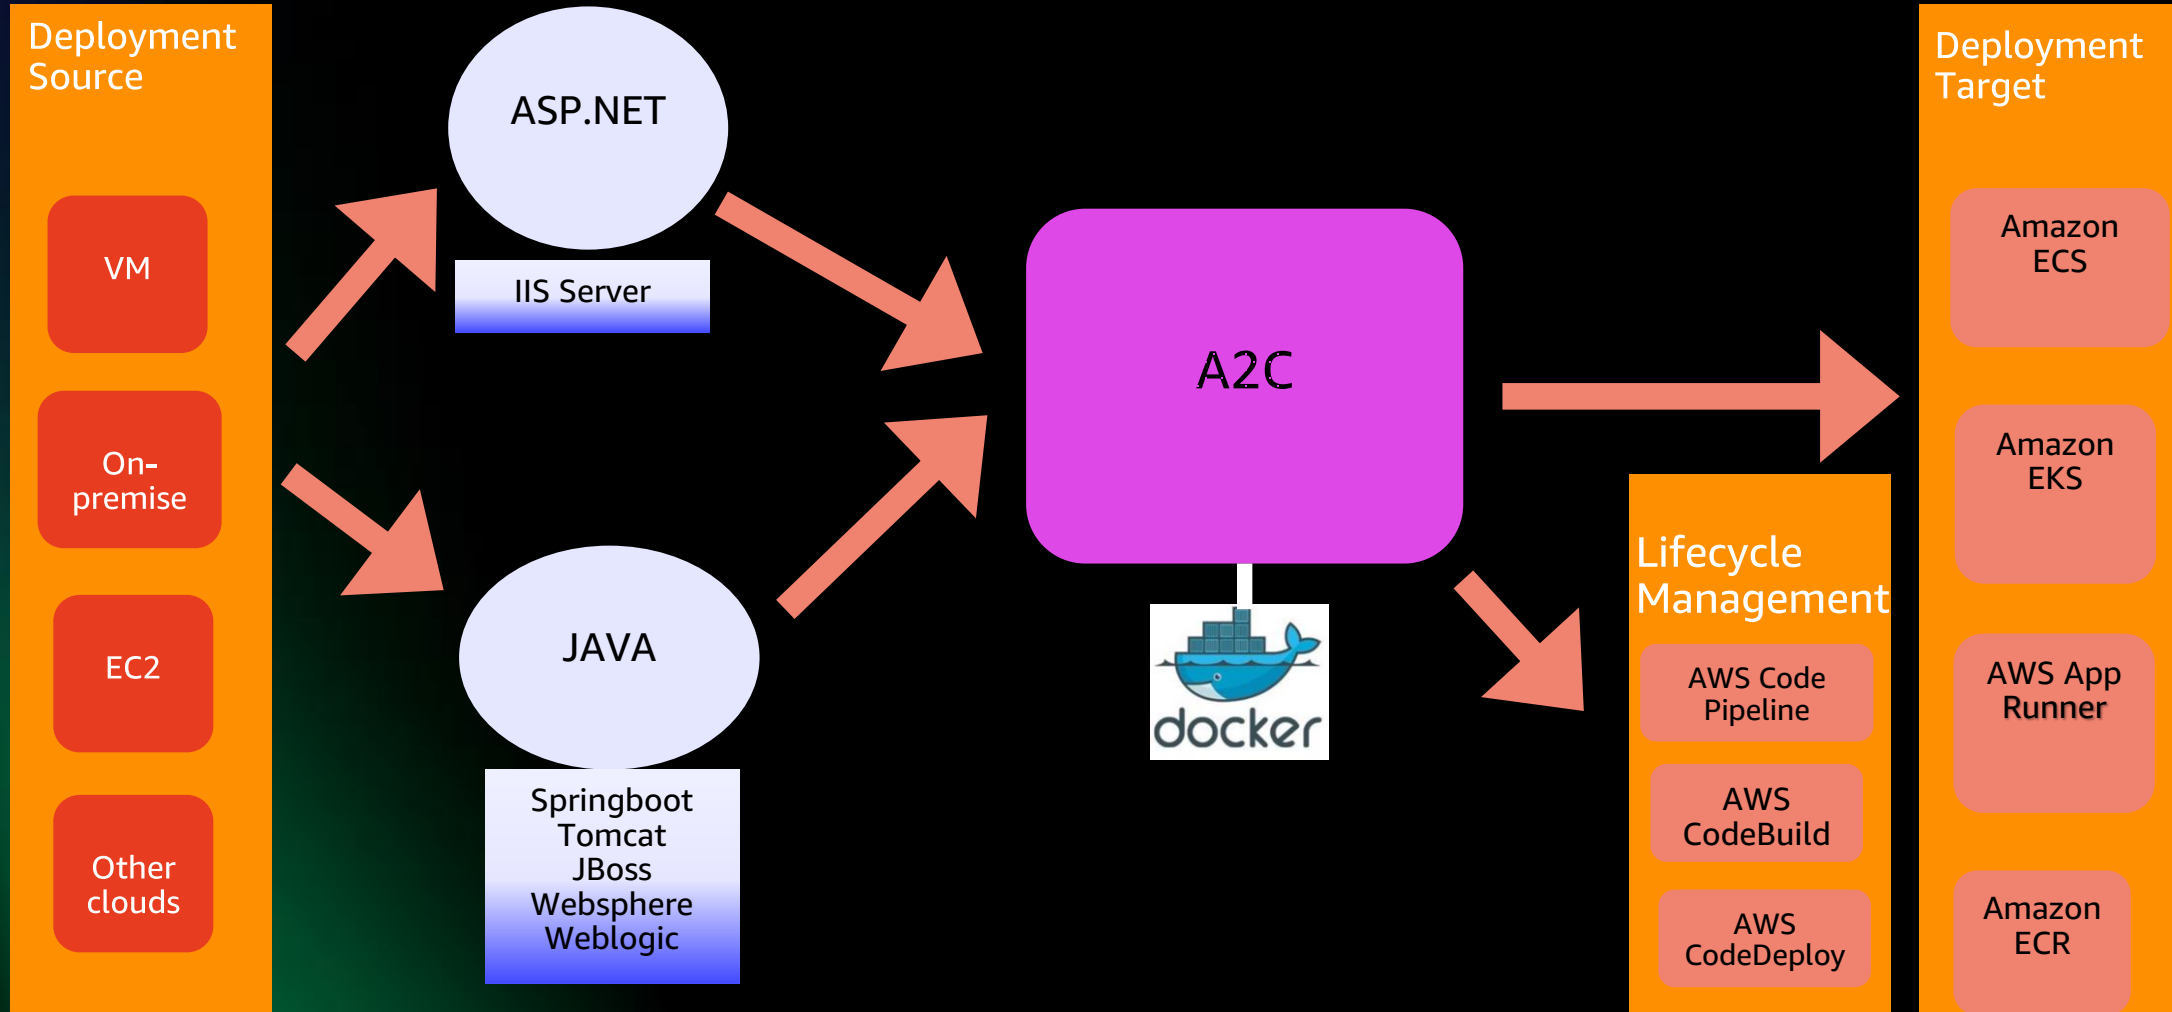 Deployment
Source
VM
On-
premise
EC2
Other
clouds
ASP.NET
IIS Server
JAVA
Springboot
Tomcat
JBoss
Websphere
Weblogic
A2C
docker
Lifecycle
Management
AWS Code
Pipeline
AWS
CodeBuild
AWS
CodeDeploy
Deployment
Target
Amazon
ECS
Amazon
EKS
AWS App
Runner
Amazon
ECR